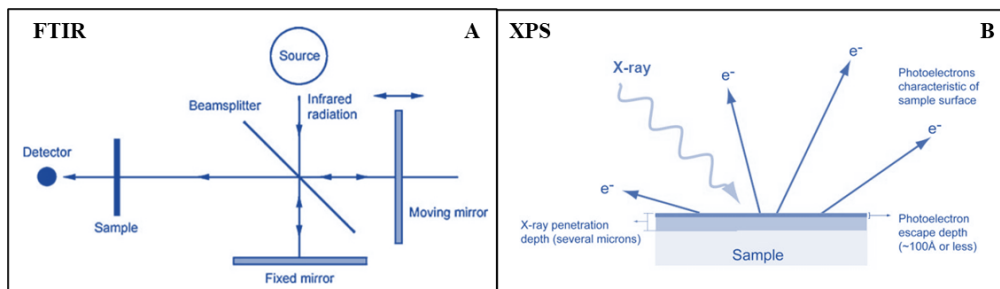 FTIR
A
Source
Infrared
radiation
Beamsplitter
Detector
Sample
Moving mirror
Fixed mirror
XPS
B
X-ray
e-
e-
e-
e-
Photoelectrons
characteristic of
sample surface
X-ray penetration
depth (several microns)
Sample
Photoelectron
escape depth
(~100Å or less)